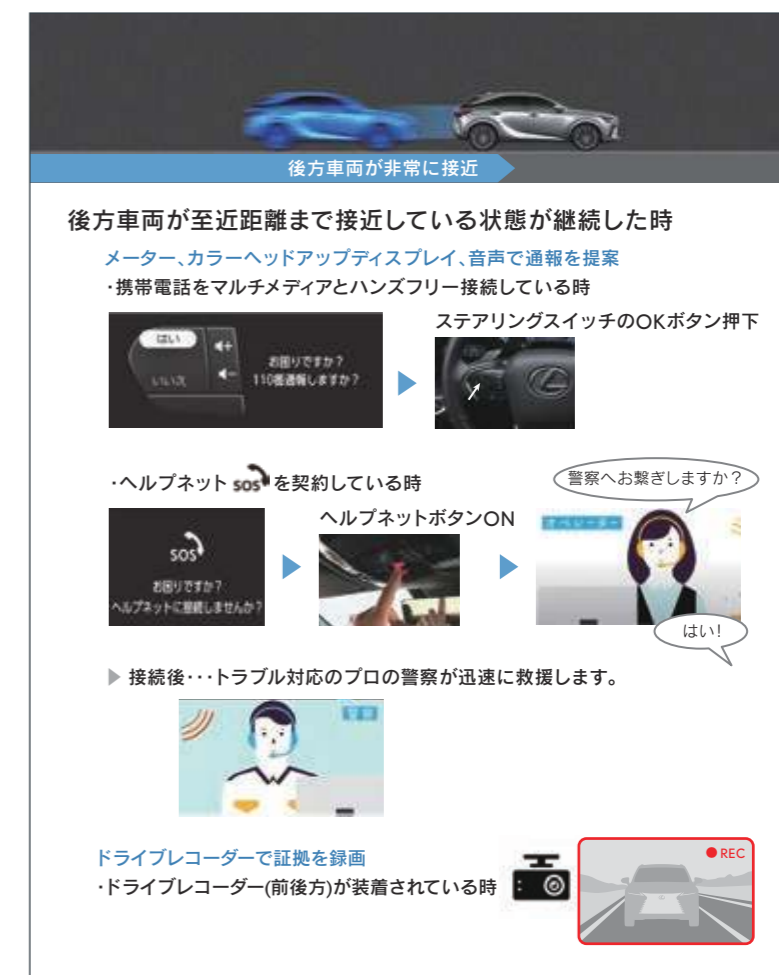 後方車両が非常に接近
後方車両が至近距離まで接近している状態が継続した時
メーター、カラーヘッドアップディスプレイ、音声で通報を提案
・携帯電話をマルチメディアとハンズフリー接続している時
ステアリングスイッチのOKボタン押下
はい
お困りですか?
110番通報しますか?
・ヘルプネット SOS を契約している時
警察へお繋ぎしますか?
ヘルプネットボタンON
オペレーター
SOS
お困りですか?
ヘルプネットに接続しませんか?
はい!
▶ 接続後・・・トラブル対応のプロの警察が迅速に救援します。
警察
ドライブレコーダーで証拠を録画
・ドライブレコーダー(前後方)が装着されている時
REC